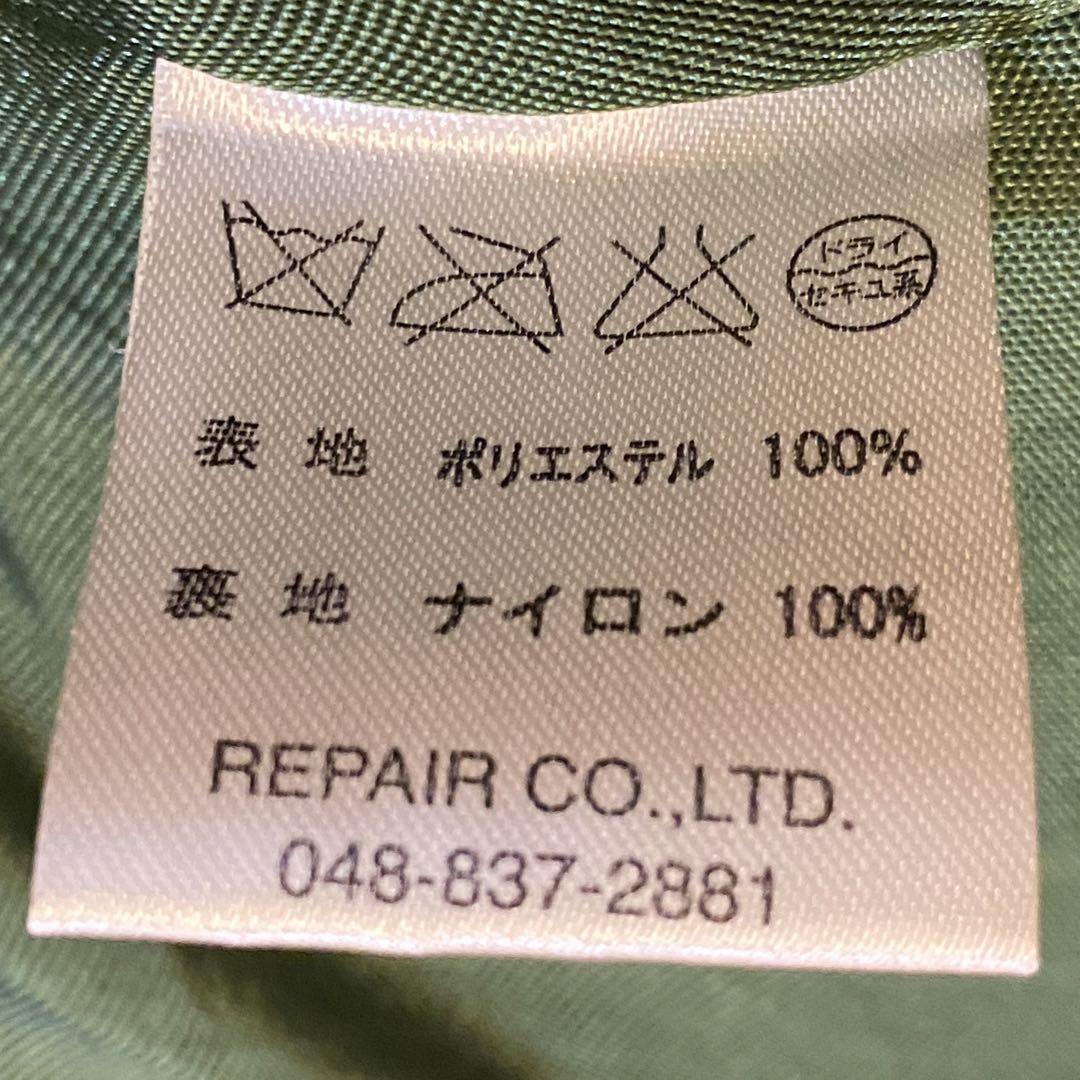 ドライ
セキユ系
表地 ポリエステル 100%
裏地 ナイロン 100%
REPAIR CO.,LTD.
048-837-2881